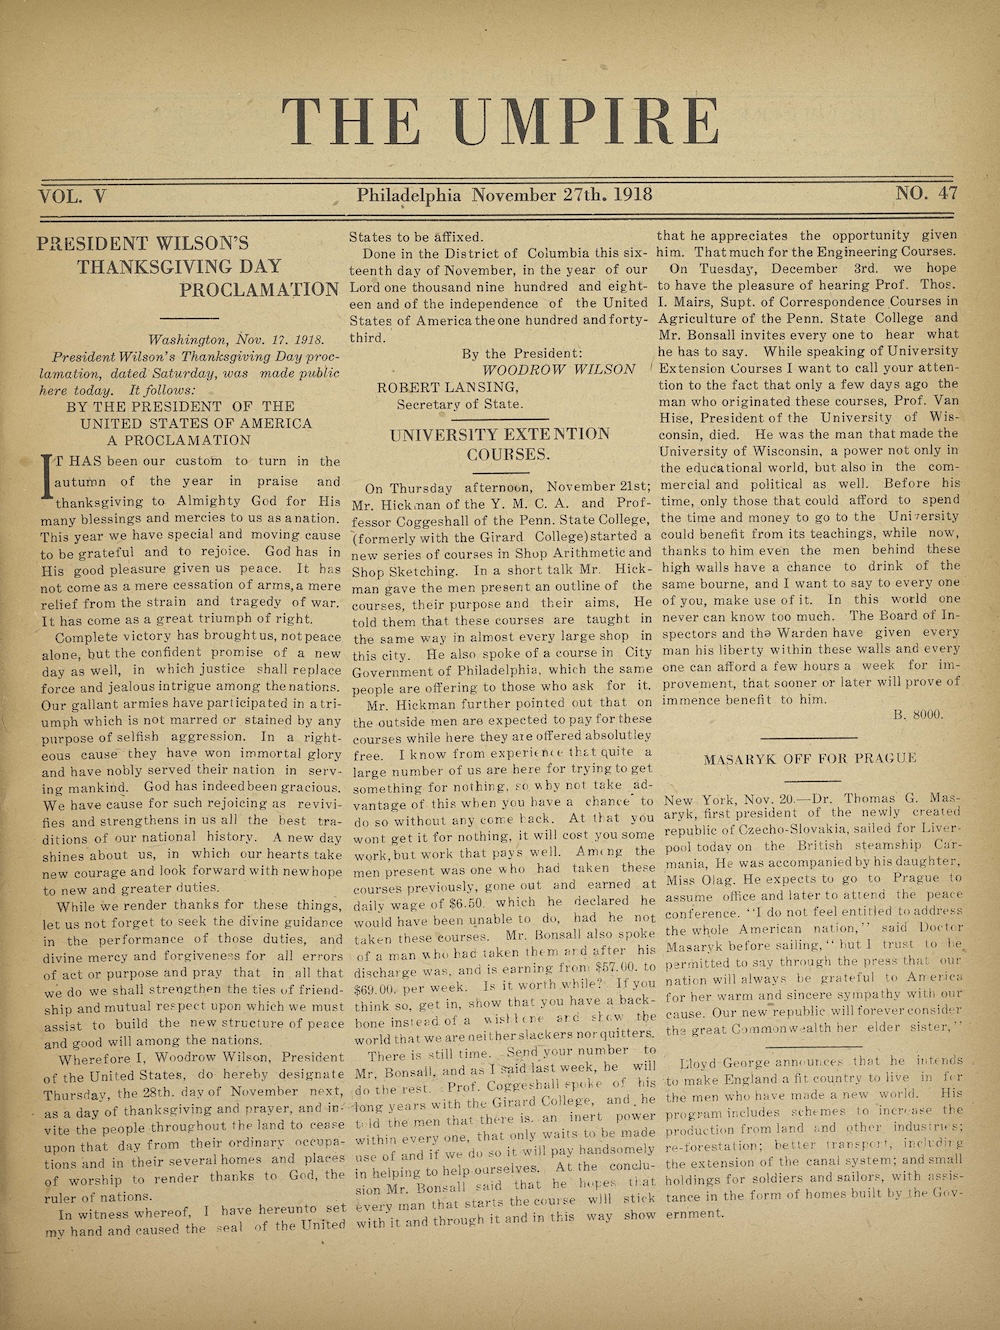 THE UMPIRE
VOL. V
Philadelphia November 27th. 1918
NO. 47
PRESIDENT WILSON'S
THANKSGIVING DAY
PROCLAMATION
Washington, Nov. 17. 1918.
President Wilson's Thanksgiving Day proc-
lamation, dated Saturday, was made public
here today. It follows:
BY THE PRESIDENT OF THE
UNITED STATES OF AMERICA
A PROCLAMATION
IT HAS been our custom to turn in the
autumn of the year in praise and
thanksgiving to Almighty God for His
many blessings and mercies to us as a nation.
This year we have special and moving cause
to be grateful and to rejoice. God has in
His good pleasure given us peace. It has
not come as a mere cessation of arms, a mere
relief from the strain and tragedy of war.
It has come as a great triumph of right.
Complete victory has brought us, not peace
alone, but the confident promise of a new
day as well, in which justice shall replace
force and jealous intrigue among the nations.
Our gallant armies have participated in a tri-
umph which is not marred or stained by any
purpose of selfish aggression. In a right-
eous cause they have won immortal glory
and have nobly served their nation in serv-
ing mankind. God has indeed been gracious.
We have cause for such rejoicing as revivi-
fies and strengthens in us all the best tra-
ditions of our national history. A new day
shines about us, in which our hearts take
new courage and look forward with new hope
to new and greater duties.
While we render thanks for these things,
let us not forget to seek the divine guidance
in the performance of those duties, and
divine mercy and forgiveness for all errors
of act or purpose and pray that in all that
we do we shall strengthen the ties of friend-
ship and mutual respect upon which we must
assist to build the new structure of peace
and good will among the nations.
Wherefore I, Woodrow Wilson, President
of the United States, do hereby designate
Thursday, the 28th. day of November next,
as a day of thanksgiving and prayer, and in-
vite the people throughout the land to cease
upon that day from their ordinary occupa-
tions and in their several homes and places
of worship to render thanks to God, the
ruler of nations.
In witness whereof, I have hereunto set
my hand and caused the seal of the United
States to be affixed.
Done in the District of Columbia this six-
teenth day of November, in the year of our
Lord one thousand nine hundred and eight-
een and of the independence of the United
States of America the one hundred and forty-
third.
By the President:
WOODROW WILSON
ROBERT LANSING,
Secretary of State.
UNIVERSITY EXTENTION
COURSES.
On Thursday afternoon, November 21st;
Mr. Hickman of the Y. M. C. A. and Prof-
fessor Coggeshall of the Penn. State College,
(formerly with the Girard College) started a
new series of courses in Shop Arithmetic and
Shop Sketching. In a short talk Mr. Hick-
man gave the men present an outline of the
courses, their purpose and their aims, He
told them that these courses are taught in
the same way in almost every large shop in
this city. He also spoke of a course in City
Government of Philadelphia, which the same
people are offering to those who ask for it.
Mr. Hickman further pointed out that on
the outside men are expected to pay for these
courses while here they are offered absolutley
free. I know from experience that quite a
large number of us are here for trying to get
something for nothing, so why not take ad-
vantage of this when you have a chance to
do so without any come back. At that you
wont get it for nothing, it will cost you some
work, but work that pays well. Among the
men present was one who had taken these
courses previously, gone out and earned at
daily wage of $6.50. which he declared he
would have been unable to do, had he not
taken these courses. Mr. Bonsall also spoke
of a man who had taken them and after his
discharge was, and is earning from $57.00. to
$69.00. per week. Is it worth while? If you
think so, get in, show that you have a back-
bone instead of a wishbone and show the
world that we are neither slackers nor quitters.
There is still time. Send your number to
Mr. Bonsall, and as I said last week, he will
do the rest. Prof. Coggeshall spoke of his
long years with the Girard College, and he
told the men that there is an inert power
within every one, that only waits to be made
use of and if we do so it will pay handsomely
in helping to help ourselves. At the conclu-
sion Mr. Bonsall said that he hopes that
every man that starts the course will stick
with it and through it and in this way show
that he appreciates the opportunity given
him. That much for the Engineering Courses.
On Tuesday, December 3rd. we hope
to have the pleasure of hearing Prof. Thos.
I. Mairs, Supt. of Correspondence Courses in
Agriculture of the Penn. State College and
Mr. Bonsall invites every one to hear what
he has to say. While speaking of University
Extension Courses I want to call your atten-
tion to the fact that only a few days ago the
man who originated these courses, Prof. Van
Hise, President of the University of Wis-
consin, died. He was the man that made the
University of Wisconsin, a power not only in
the educational world, but also in the com-
mercial and political as well. Before his
time, only those that could afford to spend
the time and money to go to the University
could benefit from its teachings, while now,
thanks to him even the men behind these
high walls have a chance to drink of the
same bourne, and I want to say to every one
of you, make use of it. In this world one
never can know too much. The Board of In-
spectors and the Warden have given every
man his liberty within these walls and every
one can afford a few hours a week for im-
provement, that sooner or later will prove of
immence benefit to him.
B. 8000.
MASARYK OFF FOR PRAGUE
New York, Nov. 20.—Dr. Thomas G. Mas-
aryk, first president of the newly created
republic of Czecho-Slovakia, sailed for Liver-
pool today on the British steamship Car-
mania, He was accompanied by his daughter,
Miss Olag. He expects to go to Prague to
assume office and later to attend the peace
conference. "I do not feel entitled to address
the whole American nation," said Doctor
Masaryk before sailing, "but I trust to be
permitted to say through the press that our
nation will always be grateful to America
for her warm and sincere sympathy with our
cause. Our new republic will forever consider
the great Commonwealth her elder sister,"
Lloyd George announces that he intends
to make England a fit country to live in for
the men who have made a new world. His
program includes schemes to increase the
production from land and other industries;
re-forestation; better transport, including
the extension of the canal system; and small
holdings for soldiers and sailors, with assis-
tance in the form of homes built by the Gov-
ernment.